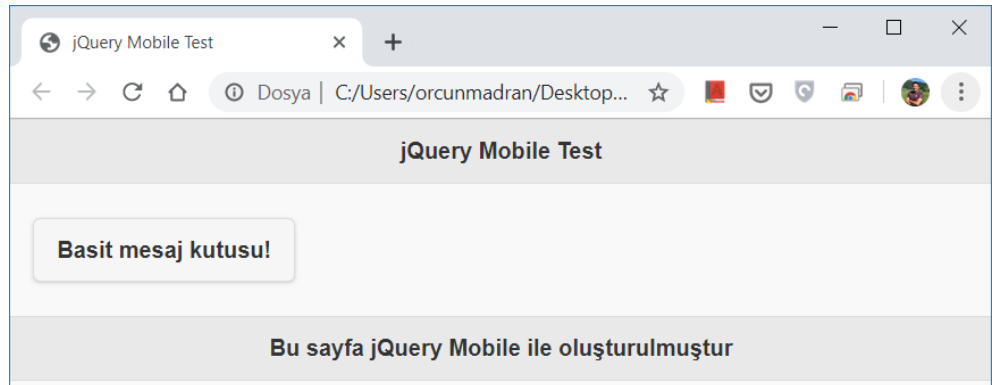 jQuery Mobile Test
Dosya | C:/Users/orcunmadran/Desktop...
jQuery Mobile Test
Basit mesaj kutusu!
Bu sayfa jQuery Mobile ile oluşturulmuştur